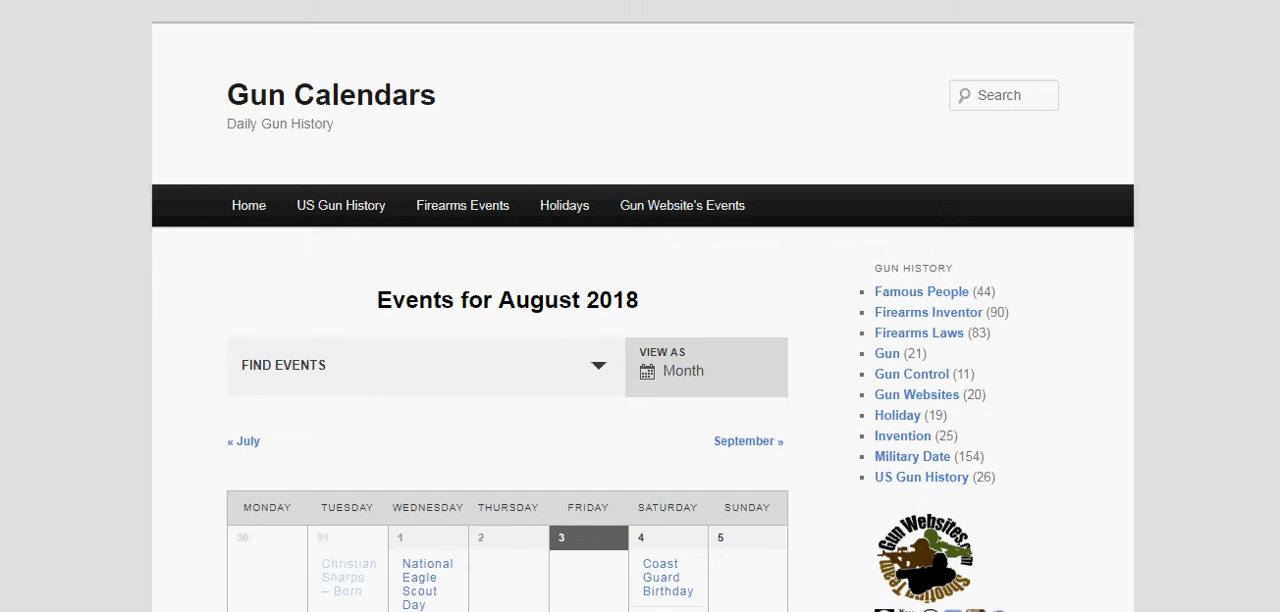 Gun Calendars
Daily Gun History
Search
Home US Gun History Firearms Events Holidays Gun Website's Events
Events for August 2018
FIND EVENTS
VIEW AS
Month
« July September »
MONDAY TUESDAY WEDNESDAY THURSDAY FRIDAY SATURDAY SUNDAY
30 31 1 2 3 4 5
Christian Sharps – Born
National Eagle Scout Day
Coast Guard Birthday
GUN HISTORY
Famous People (44)
Firearms Inventor (90)
Firearms Laws (83)
Gun (21)
Gun Control (11)
Gun Websites (20)
Holiday (19)
Invention (25)
Military Date (154)
US Gun History (26)
Gun Websites.com
Shooting Team